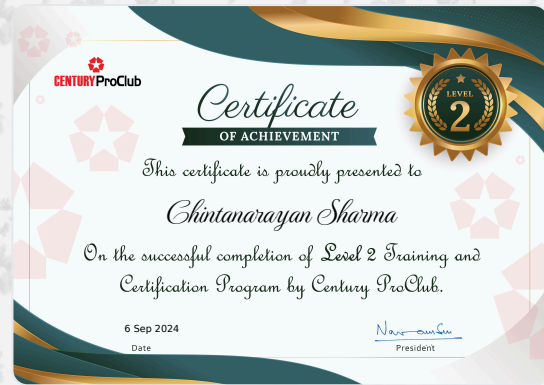 CENTURY ProClub
Certificate
OF ACHIEVEMENT
LEVEL
2
This certificate is proudly presented to
Chintanarayan Sharma
On the successful completion of Level 2 Training and
Certification Program by Century ProClub.
6 Sep 2024
Date
President